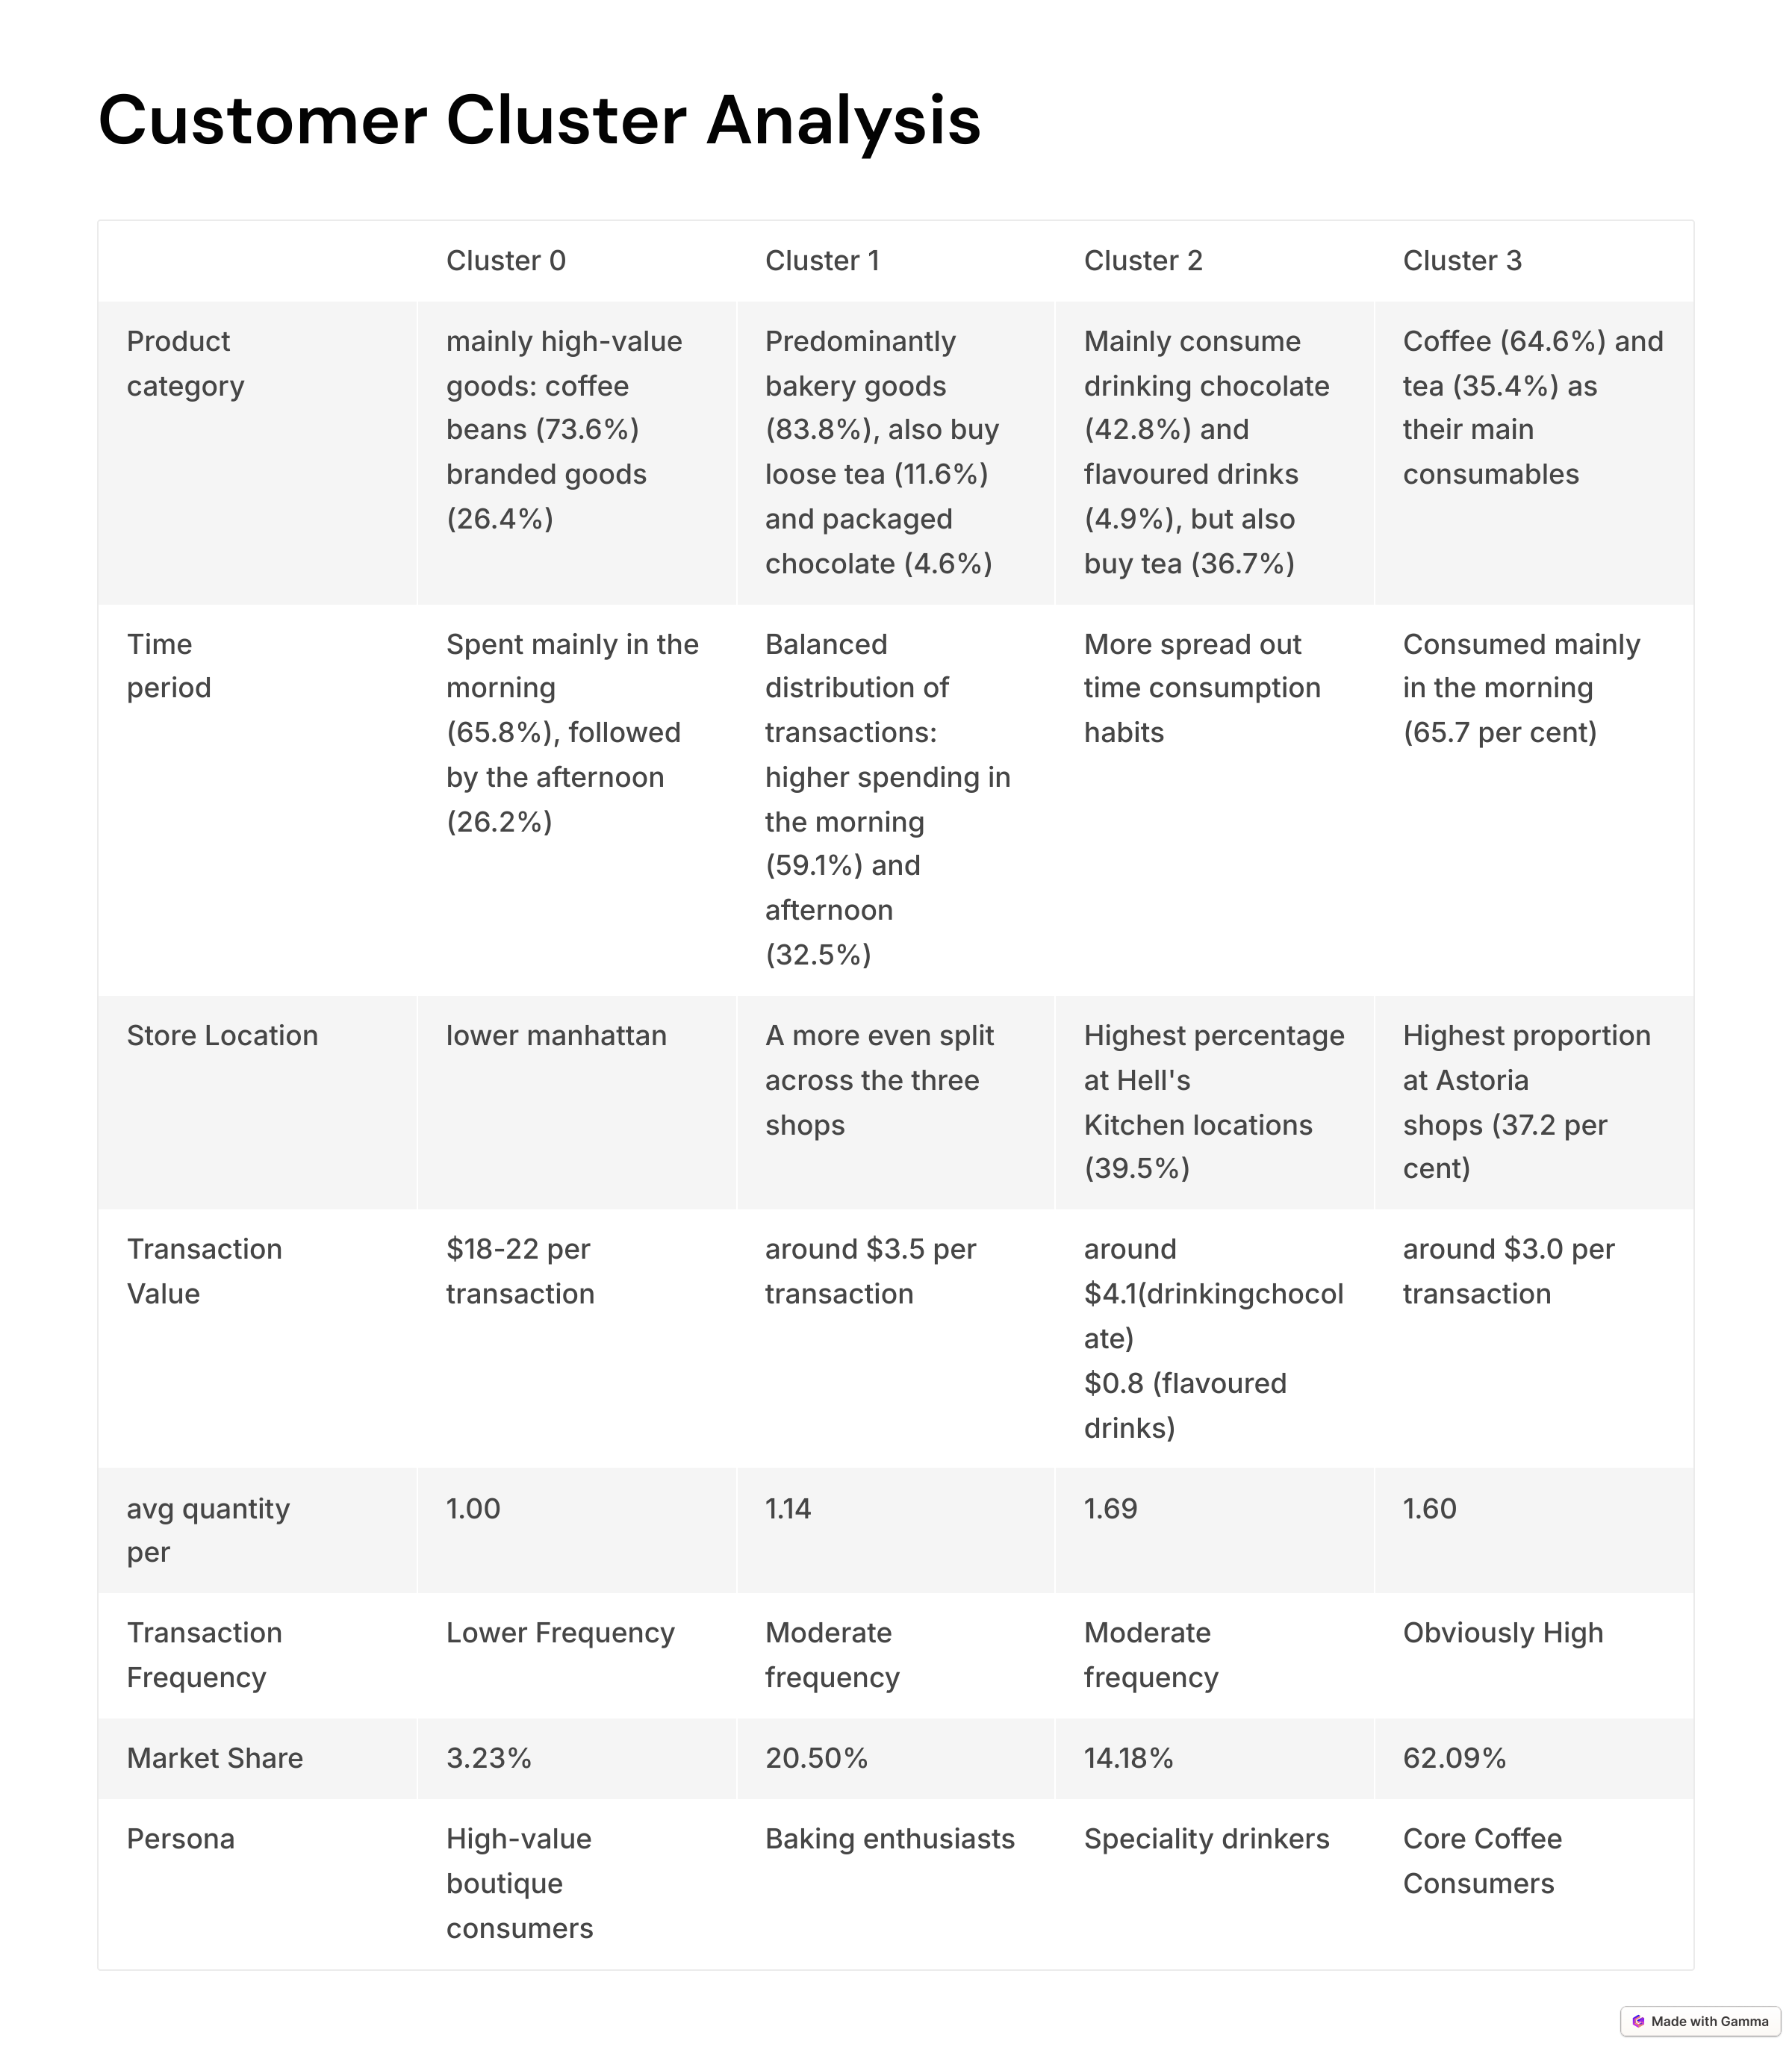 Customer Cluster Analysis
Cluster 0
Cluster 1
Cluster 2
Cluster 3
Product
category
mainly high-value
goods: coffee
beans (73.6%)
branded goods
(26.4%)
Predominantly
bakery goods
(83.8%), also buy
loose tea (11.6%)
and packaged
chocolate (4.6%)
Mainly consume
drinking chocolate
(42.8%) and
flavoured drinks
(4.9%), but also
buy tea (36.7%)
Coffee (64.6%) and
tea (35.4%) as
their main
consumables
Time
period
Spent mainly in the
morning
(65.8%), followed
by the afternoon
(26.2%)
Balanced
distribution of
transactions:
higher spending in
the morning
(59.1%) and
afternoon
(32.5%)
More spread out
time consumption
habits
Consumed mainly
in the morning
(65.7 per cent)
Store Location
lower manhattan
A more even split
across the three
shops
Highest percentage
at Hell's
Kitchen locations
(39.5%)
Highest proportion
at Astoria
shops (37.2 per
cent)
Transaction
Value
$18-22 per
transaction
around $3.5 per
transaction
around
$4.1(drinkingchocol
ate)
$0.8 (flavoured
drinks)
around $3.0 per
transaction
avg quantity
per
1.00
1.14
1.69
1.60
Transaction
Frequency
Lower Frequency
Moderate
frequency
Moderate
frequency
Obviously High
Market Share
3.23%
20.50%
14.18%
62.09%
Persona
High-value
boutique
consumers
Baking enthusiasts
Speciality drinkers
Core Coffee
Consumers
Made with Gamma